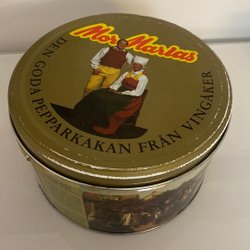 Mor Marias
DEN GODA PEPPARKAKAN FRÅN VINGÅKER